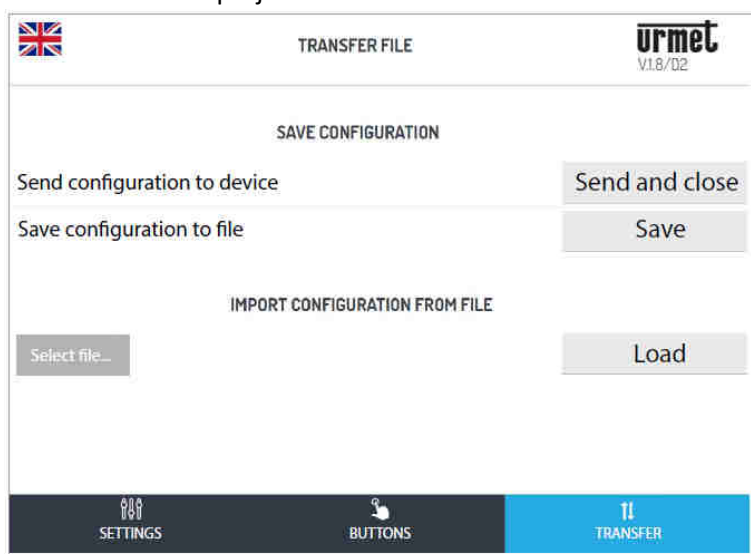 TRANSFER FILE
urmet
V.1.8/D2
SAVE CONFIGURATION
Send configuration to device
Send and close
Save configuration to file
Save
IMPORT CONFIGURATION FROM FILE
Select file...
Load
SETTINGS
BUTTONS
TRANSFER